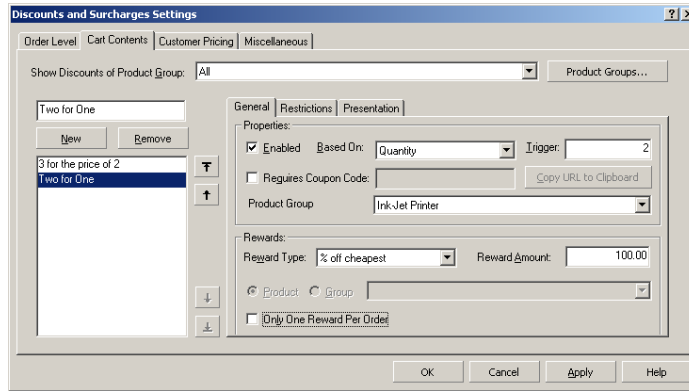 Discounts and Surcharges Settings
Order Level Cart Contents Customer Pricing Miscellaneous
Show Discounts of Product Group: All Product Groups...
Two for One
New Remove
3 for the price of 2
Two for One
General Restrictions Presentation
Properties:
Enabled Based On: Quantity Trigger: 2
Requires Coupon Code: Copy URL to Clipboard
Product Group Ink-Jet Printer
Rewards:
Reward Type: % off cheapest Reward Amount: 100.00
Product Group
Only One Reward Per Order
OK Cancel Apply Help